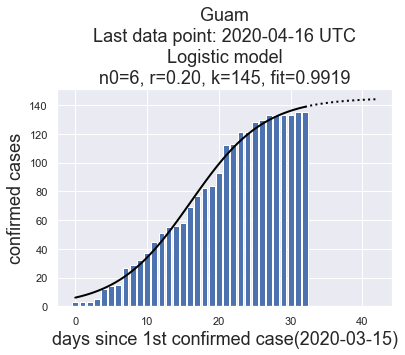 Guam
Last data point: 2020-04-16 UTC
Logistic model
n0=6, r=0.20, k=145, fit=0.9919
140
120
100
80
60
40
20
0
confirmed cases
0 10 20 30 40
days since 1st confirmed case(2020-03-15)